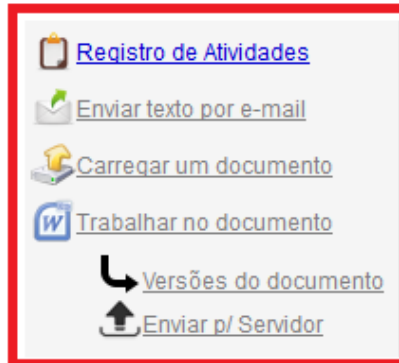 Registro de Atividades
Enviar texto por e-mail
Carregar um documento
W Trabalhar no documento
Versões do documento
Enviar p/ Servidor